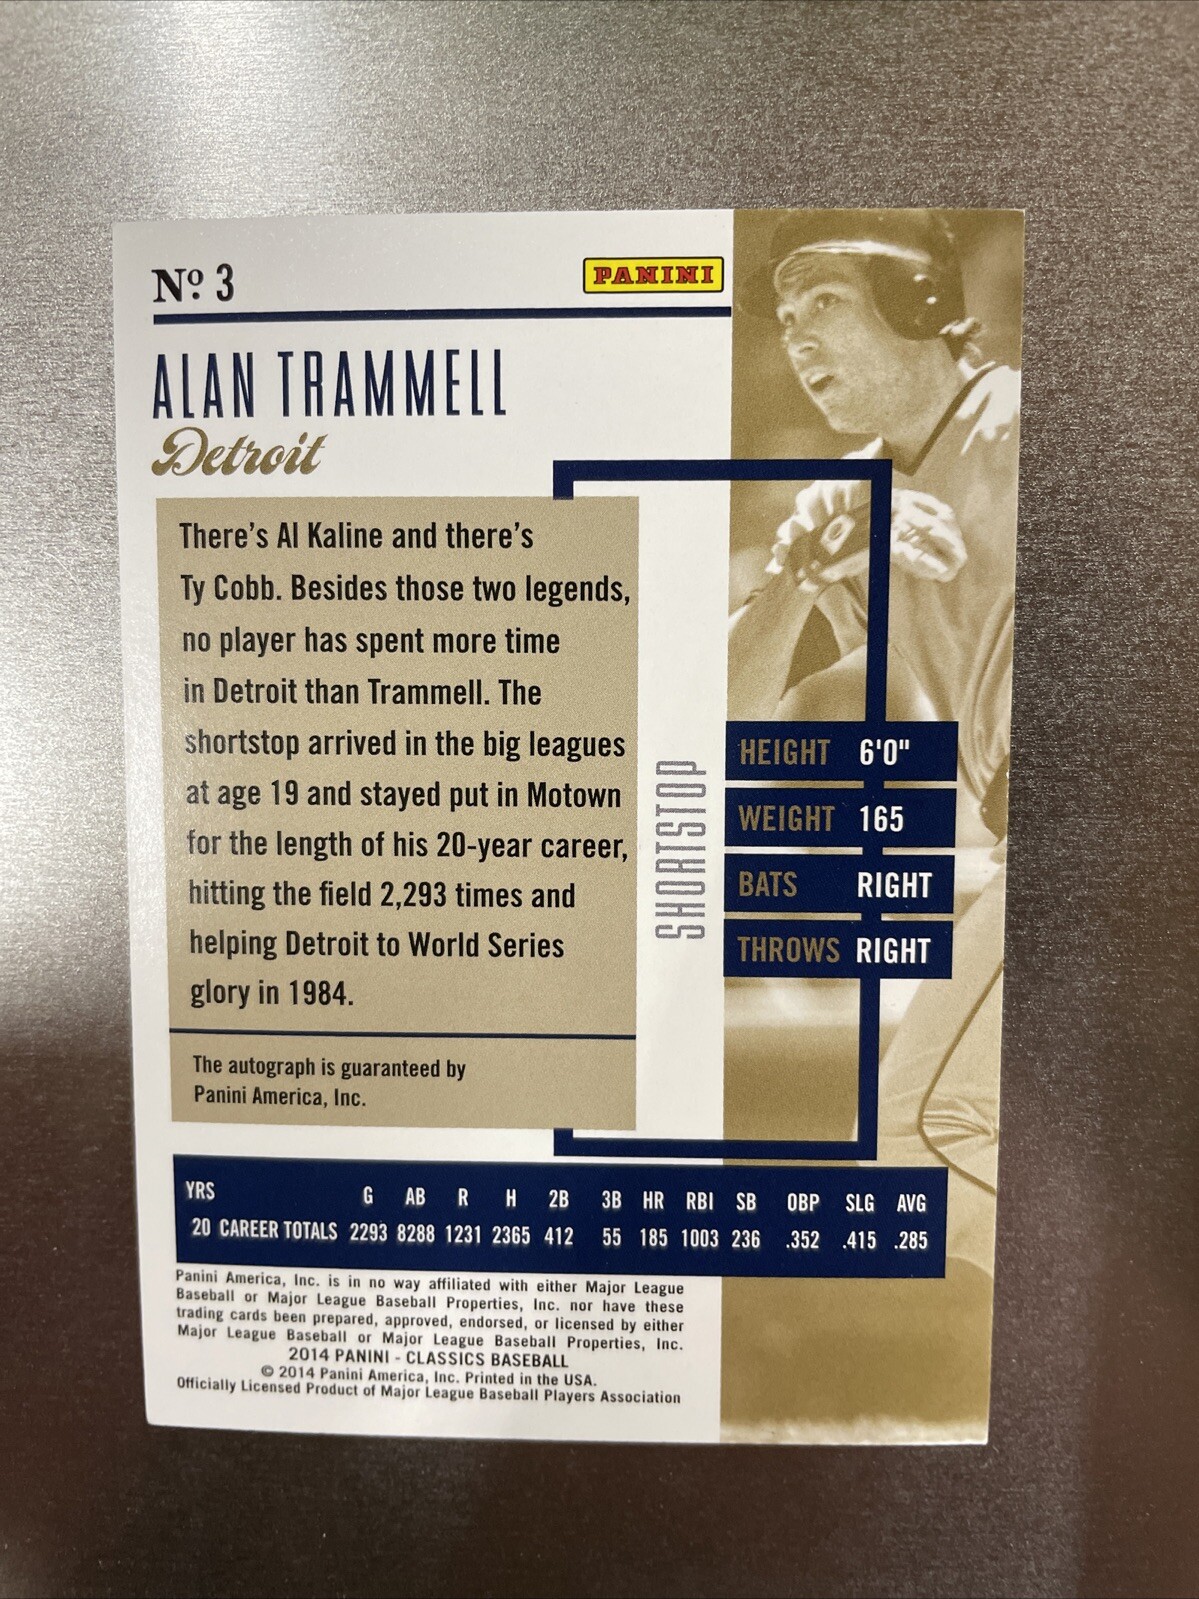 Nº 3
PANINI
ALAN TRAMMELL
Detroit
There's Al Kaline and there's
Ty Cobb. Besides those two legends,
no player has spent more time
in Detroit than Trammell. The
shortstop arrived in the big leagues
at age 19 and stayed put in Motown
for the length of his 20-year career,
hitting the field 2,293 times and
helping Detroit to World Series
glory in 1984.
The autograph is guaranteed by
Panini America, Inc.
SHORTSTOP
HEIGHT 6'0"
WEIGHT 165
BATS RIGHT
THROWS RIGHT
YRS G AB R H 2B 3B HR RBI SB OBP SLG AVG
20 CAREER TOTALS 2293 8288 1231 2365 412 55 185 1003 236 .352 .415 .285
Panini America, Inc. is in no way affiliated with either Major League
Baseball or Major League Baseball Properties, Inc. nor have these
trading cards been prepared, approved, endorsed, or licensed by either
Major League Baseball or Major League Baseball Properties, Inc.
2014 PANINI - CLASSICS BASEBALL
© 2014 Panini America, Inc. Printed in the USA.
Officially Licensed Product of Major League Baseball Players Association